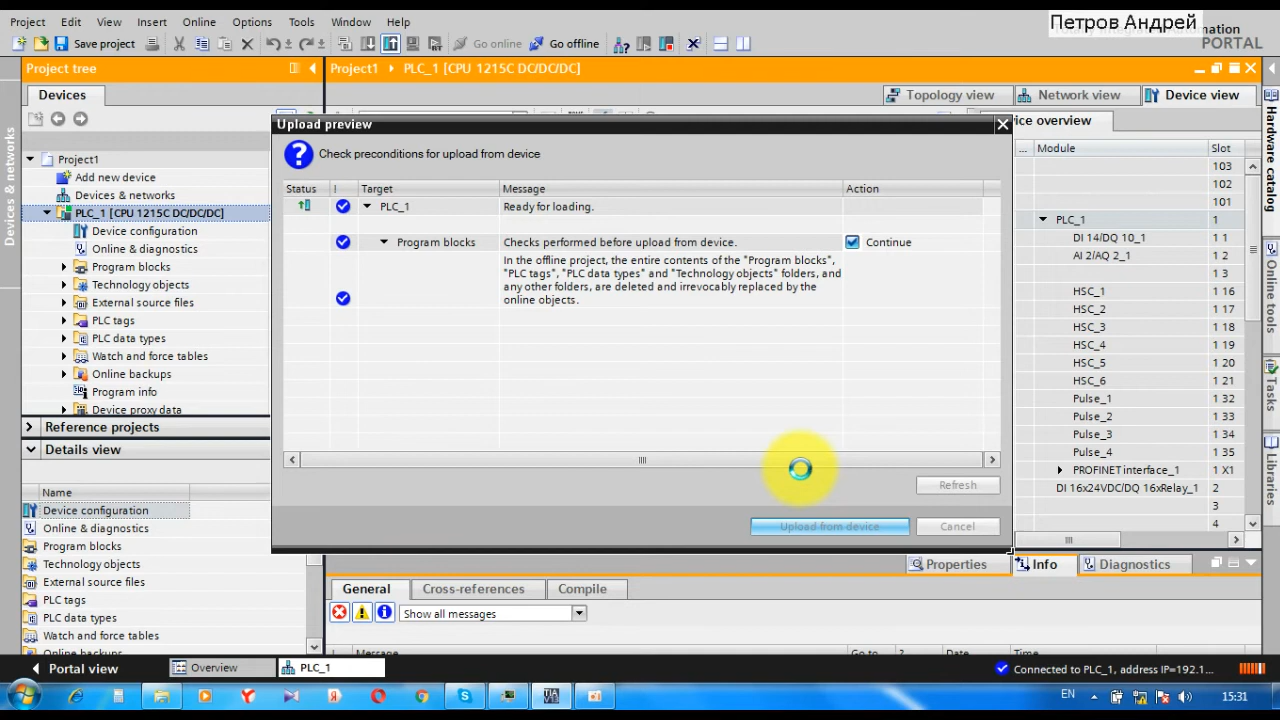 Project Edit View Insert Online Options Tools Window Help
Петров Андрей
Automation
PORTAL
Save project
Go online
Go offline
Project tree
Project1 PLC_1 [CPU 1215C DC/DC/DC]
Devices
Topology view
Network view
Device view
Devices & networks
Project1
Add new device
Devices & networks
PLC_1 [CPU 1215C DC/DC/DC]
Device configuration
Online & diagnostics
Program blocks
Technology objects
External source files
PLC tags
PLC data types
Watch and force tables
Online backups
Program info
Device proxy data
Reference projects
Details view
Name
Device configuration
Online & diagnostics
Program blocks
Technology objects
External source files
PLC tags
PLC data types
Watch and force tables
Online backups
Upload preview
Check preconditions for upload from device
Status ! Target Message Action
PLC_1 Ready for loading.
Program blocks Checks performed before upload from device. Continue
In the offline project, the entire contents of the "Program blocks",
"PLC tags", "PLC data types" and "Technology objects" folders, and
any other folders, are deleted and irrevocably replaced by the
online objects.
Refresh
Upload from device
Cancel
ice overview
... Module Slot
103
102
101
PLC_1 1
DI 14/DQ 10_1 1 1
AI 2/AQ 2_1 1 2
1 3
HSC_1 1 16
HSC_2 1 17
HSC_3 1 18
HSC_4 1 19
HSC_5 1 20
HSC_6 1 21
Pulse_1 1 32
Pulse_2 1 33
Pulse_3 1 34
Pulse_4 1 35
PROFINET interface_1 1 X1
DI 16x24VDC/DQ 16xRelay_1 2
3
4
Hardware catalog
Online tools
Tasks
Libraries
Properties
Info
Diagnostics
General
Cross-references
Compile
Show all messages
! Message Go to ? Date Time
Portal view
Overview
PLC_1
Connected to PLC_1, address IP=192.1...
EN
15:31